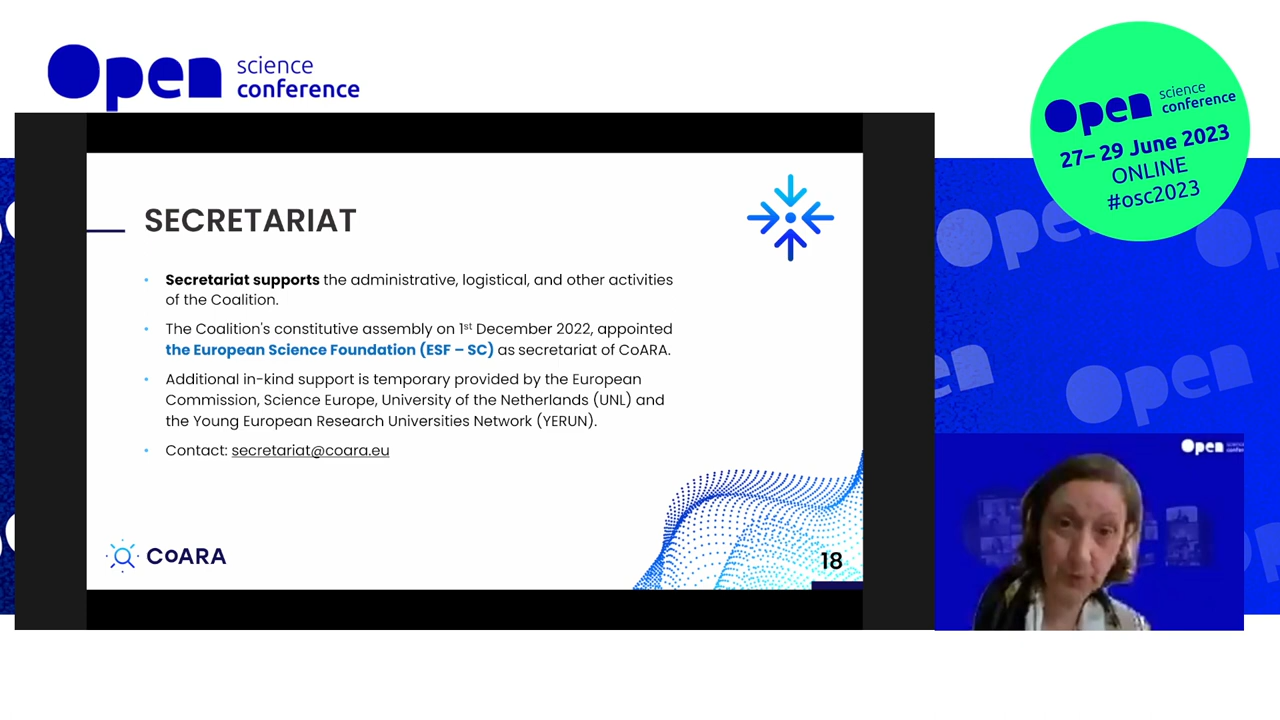 Open science
conference
Open science
conference
27– 29 June 2023
ONLINE
#osc2023
SECRETARIAT
• Secretariat supports the administrative, logistical, and other activities
of the Coalition.
• The Coalition's constitutive assembly on 1st December 2022, appointed
the European Science Foundation (ESF – SC) as secretariat of CoARA.
• Additional in-kind support is temporary provided by the European
Commission, Science Europe, University of the Netherlands (UNL) and
the Young European Research Universities Network (YERUN).
• Contact: secretariat@coara.eu
CoARA
18
Open
Open
Open